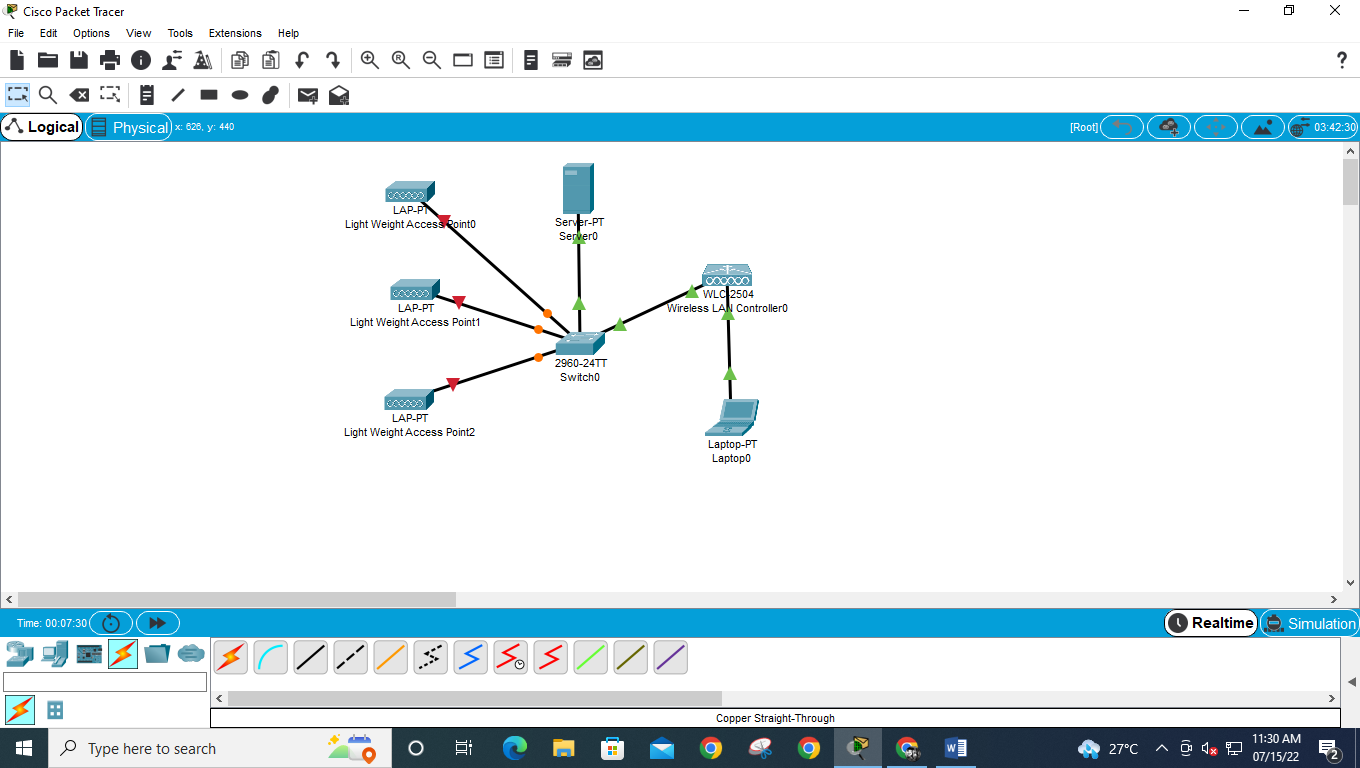 Cisco Packet Tracer
File Edit Options View Tools Extensions Help
Logical
Physical
x: 626, y: 440
[Root]
03:42:30
LAP-PT
Light Weight Access Point0
Server-PT
Server0
LAP-PT
Light Weight Access Point1
WLC-2504
Wireless LAN Controller0
2960-24TT
Switch0
LAP-PT
Light Weight Access Point2
Laptop-PT
Laptop0
Time: 00:07:30
Realtime
Simulation
Copper Straight-Through
Type here to search
27°C
11:30 AM
07/15/22
2